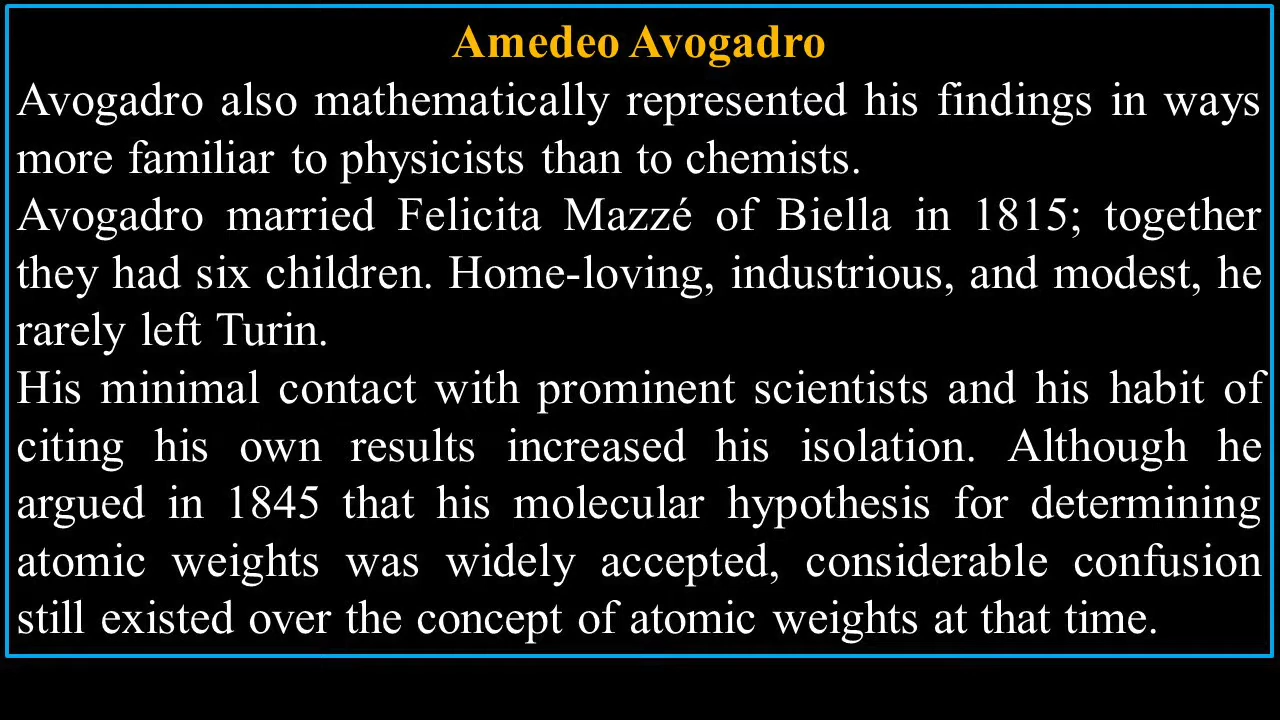 Amedeo Avogadro
Avogadro also mathematically represented his findings in ways
more familiar to physicists than to chemists.
Avogadro married Felicita Mazzé of Biella in 1815; together
they had six children. Home-loving, industrious, and modest, he
rarely left Turin.
His minimal contact with prominent scientists and his habit of
citing his own results increased his isolation. Although he
argued in 1845 that his molecular hypothesis for determining
atomic weights was widely accepted, considerable confusion
still existed over the concept of atomic weights at that time.